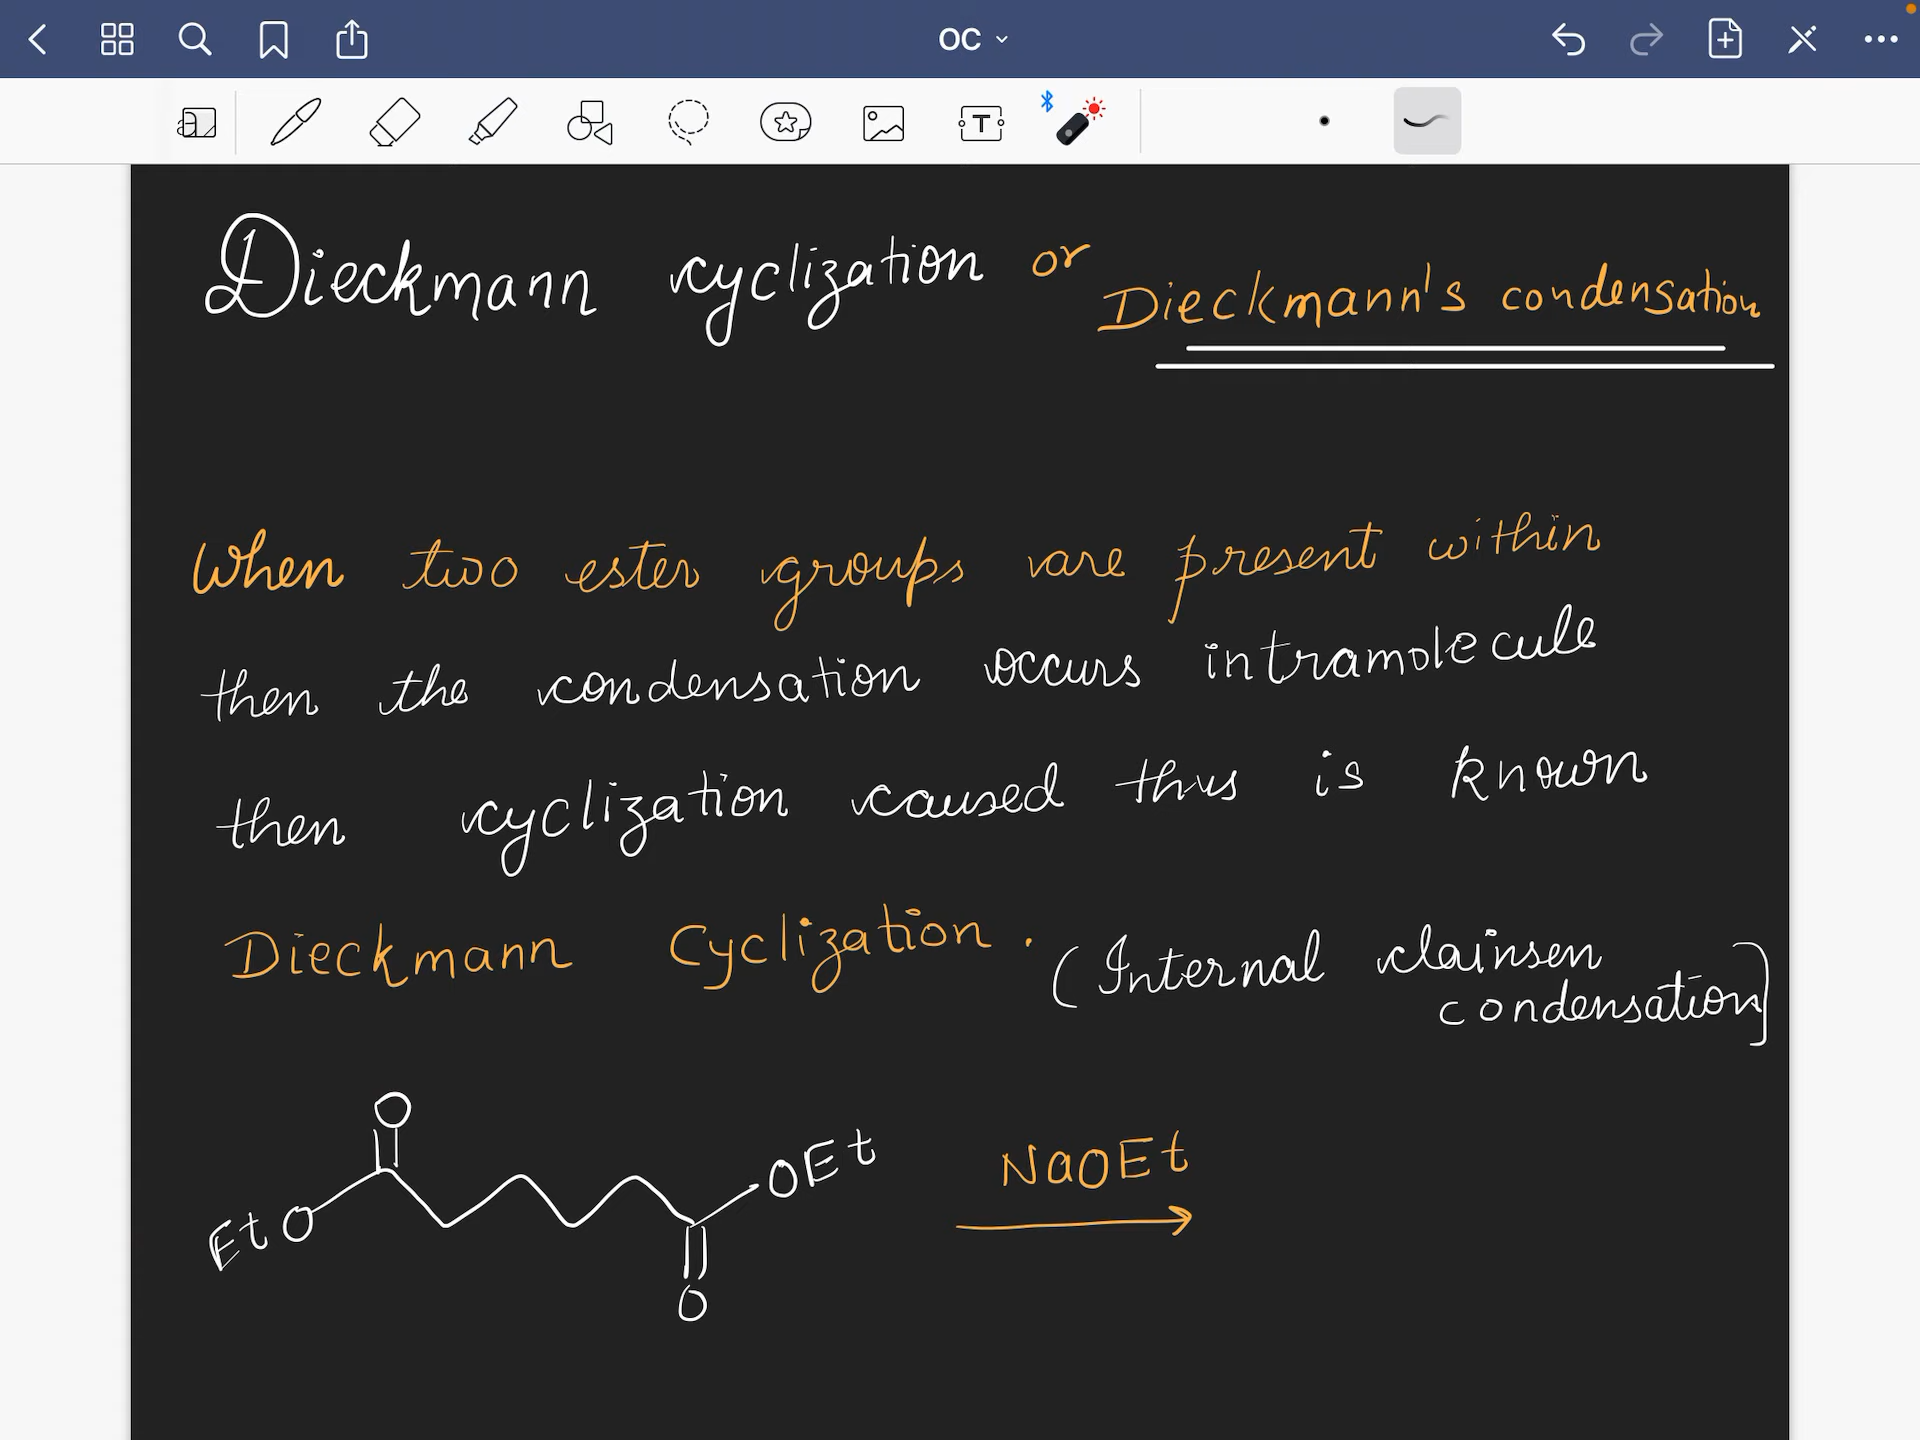 OC
Dieckmann cyclization or Dieckmann's condensation
When two ester groups are present within
then the condensation occurs intramolecule
then cyclization caused thus is known
Dieckmann Cyclization. (Internal clainsen
condensation)
O
EtO
OEt
O
NaOEt